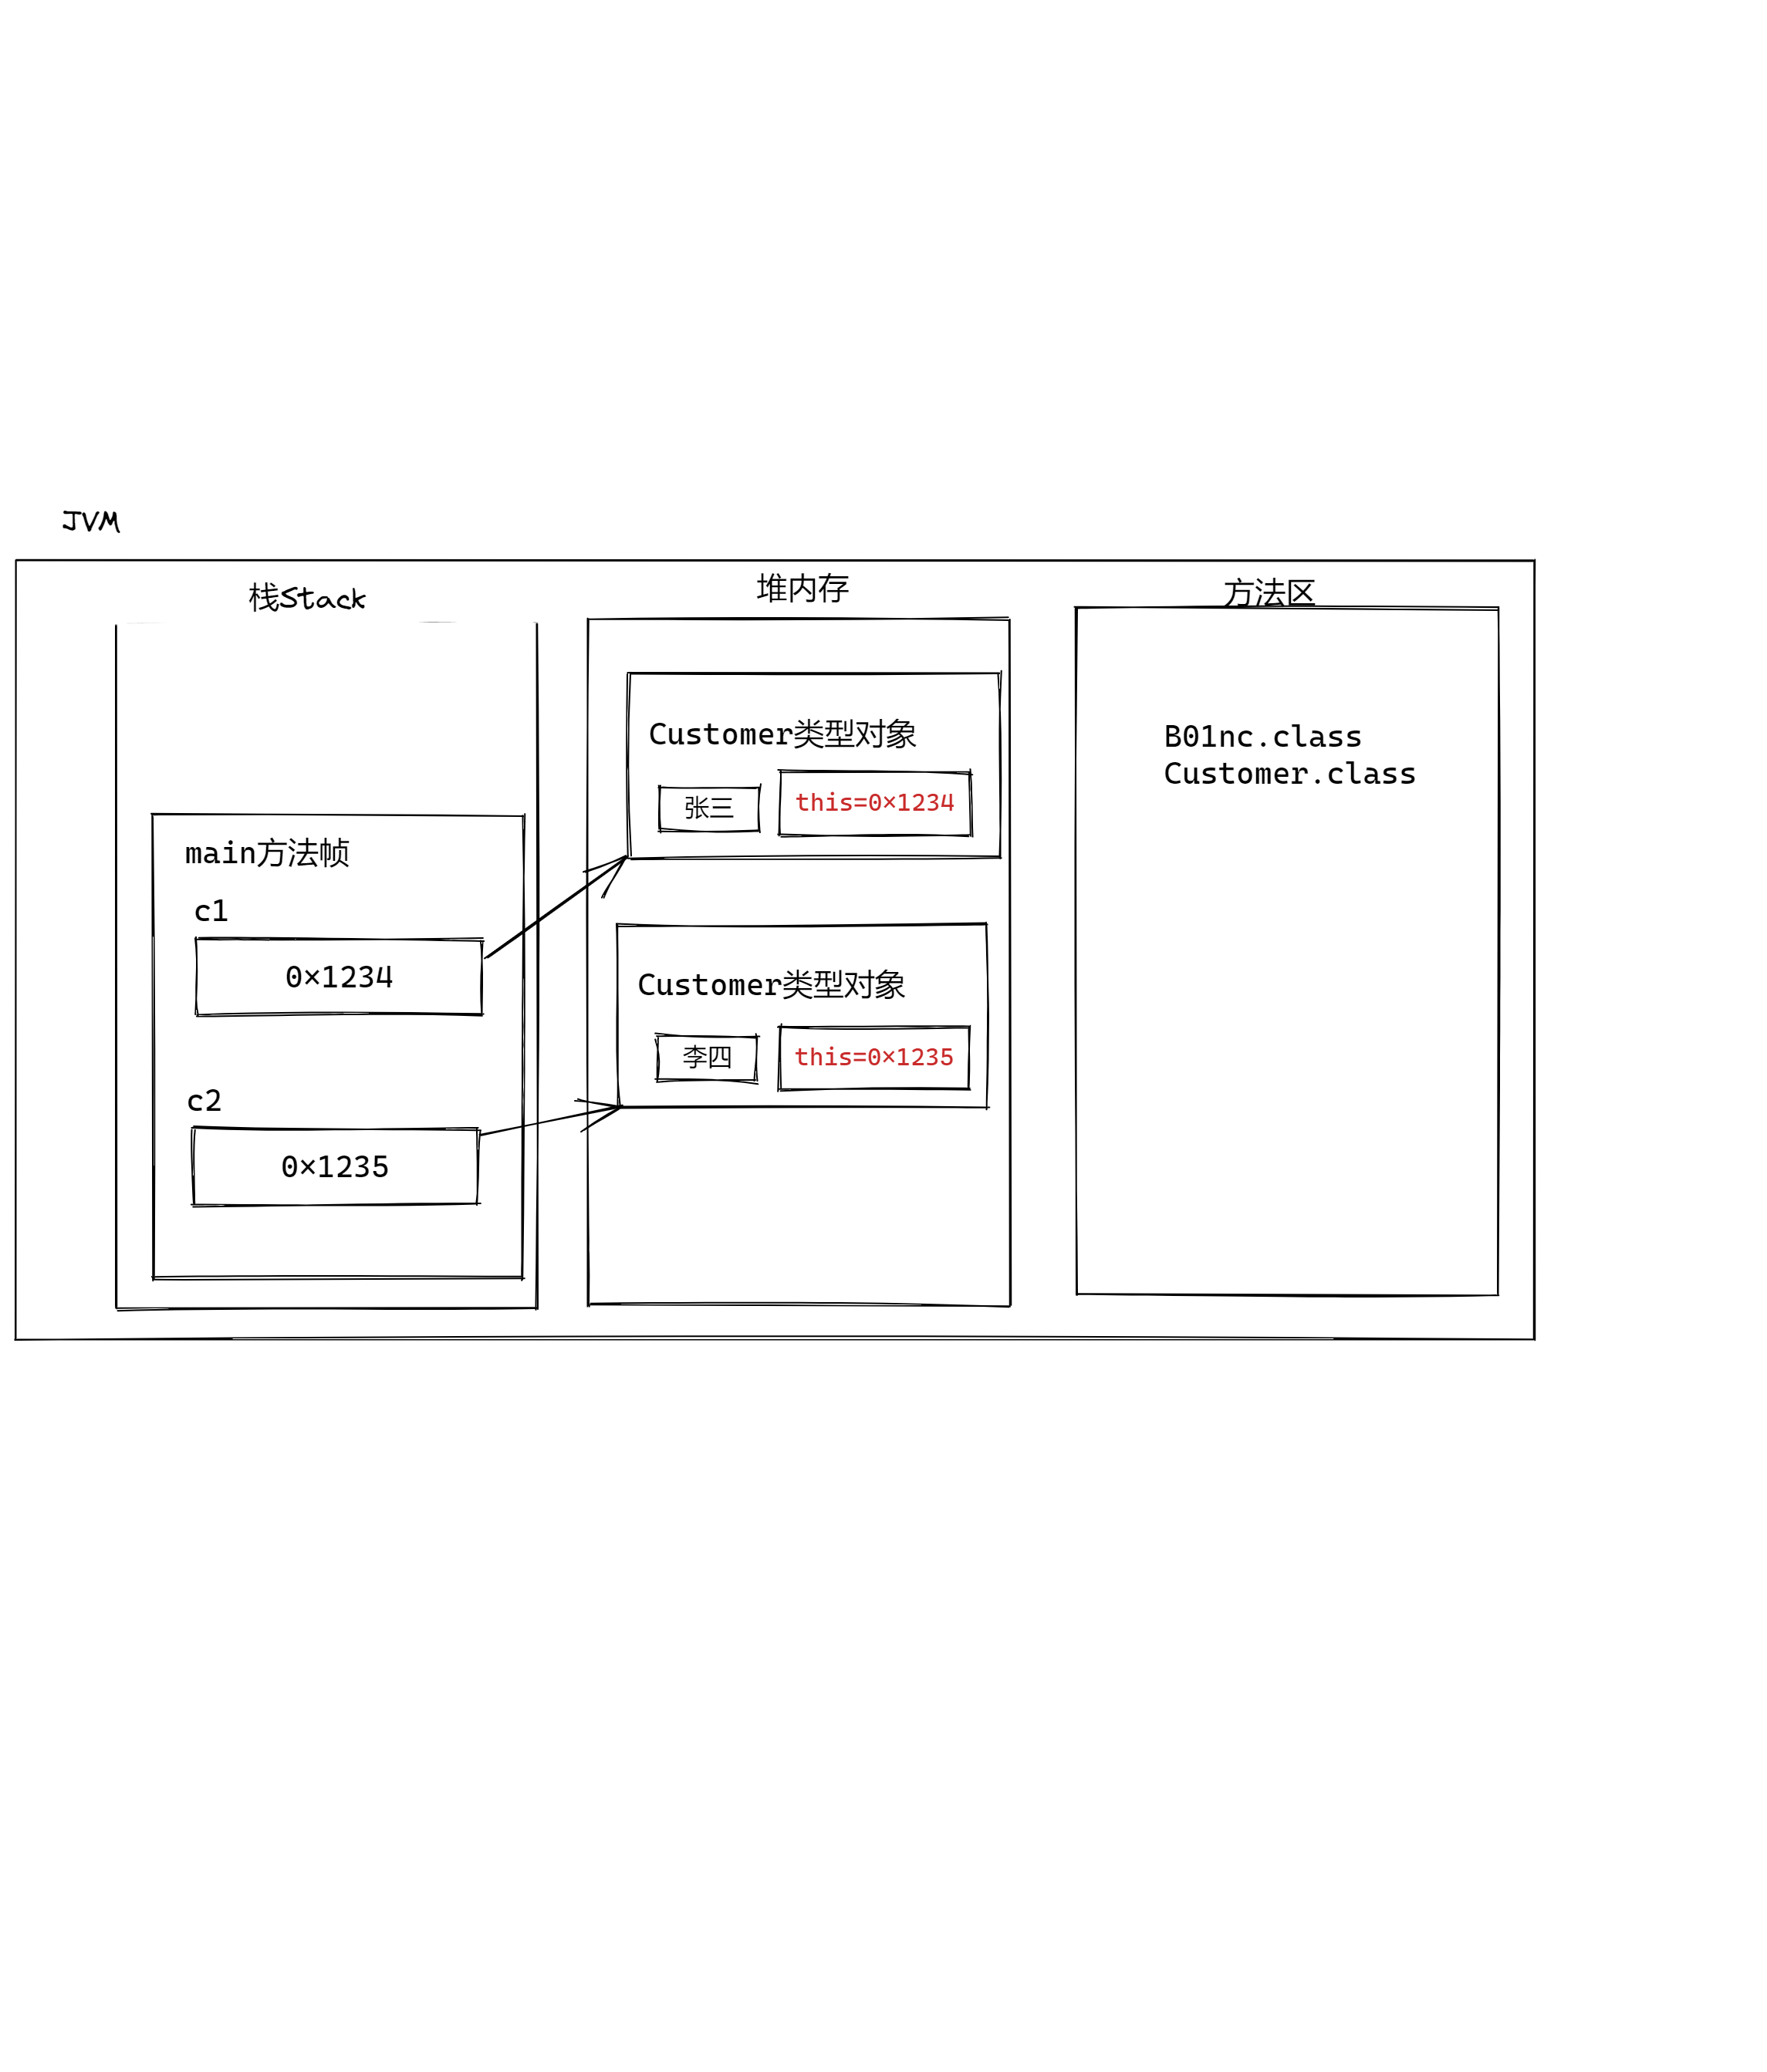 JVM
栈Stack
堆内存
方法区
main方法帧
c1
0×1234
c2
0×1235
Customer类型对象
张三
this=0×1234
Customer类型对象
李四
this=0×1235
B01nc.class
Customer.class